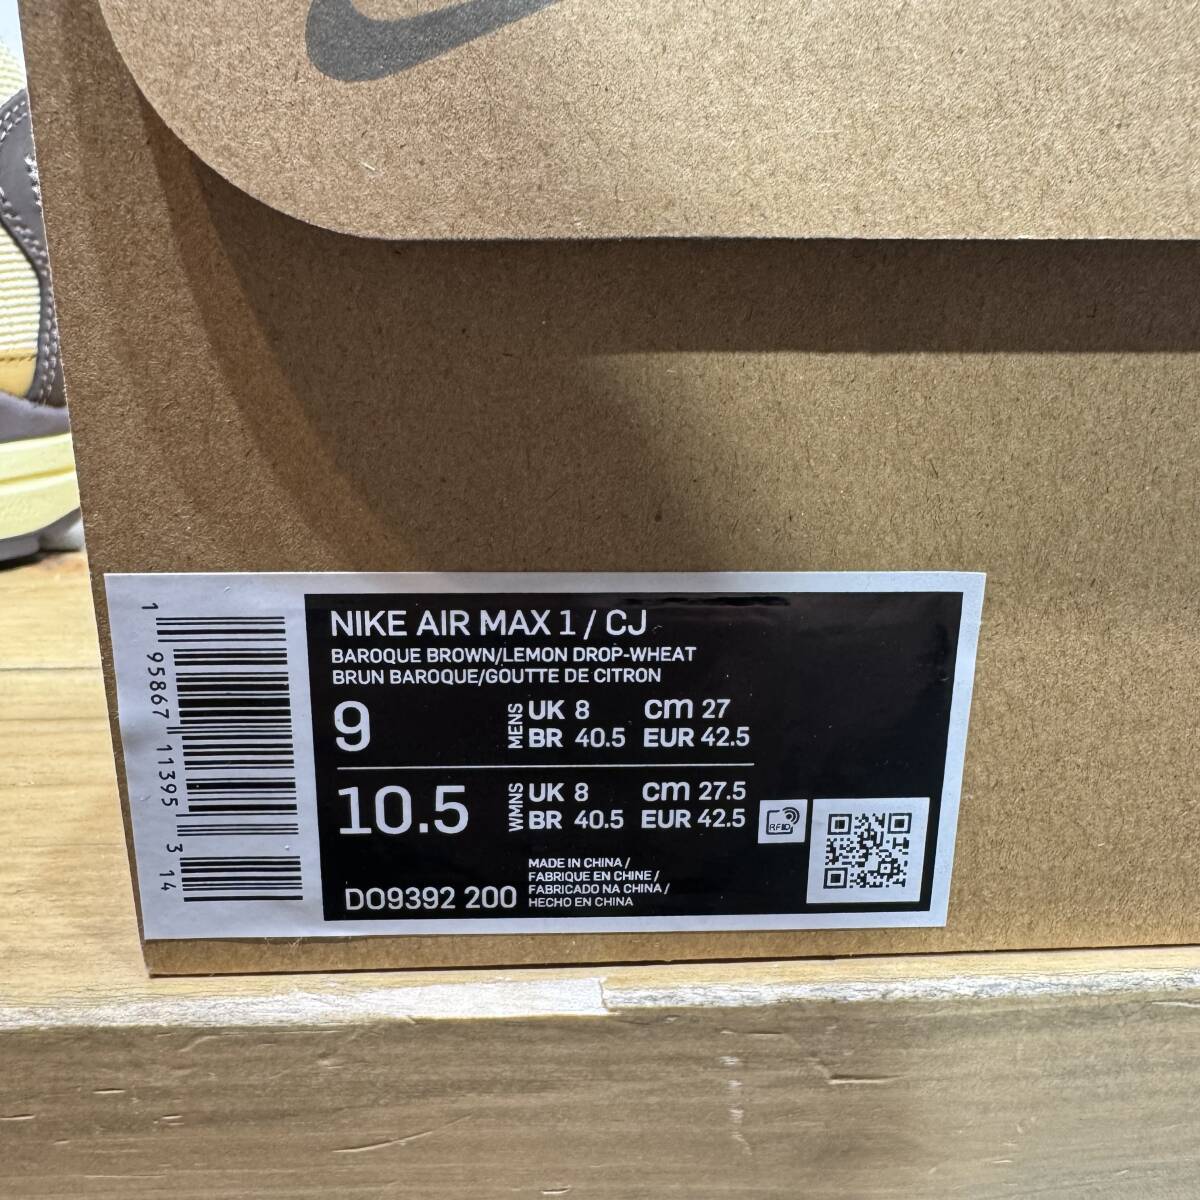 NIKE AIR MAX 1 / CJ
BAROQUE BROWN/LEMON DROP-WHEAT
BRUN BAROQUE/GOUTTE DE CITRON
9 MENS UK 8 cm 27
BR 40.5 EUR 42.5
10.5 WMNS UK 8 cm 27.5
BR 40.5 EUR 42.5
RFID
MADE IN CHINA /
FABRIQUE EN CHINE /
FABRICADO NA CHINA /
HECHO EN CHINA
DO9392 200
1 95867 11395 3 14